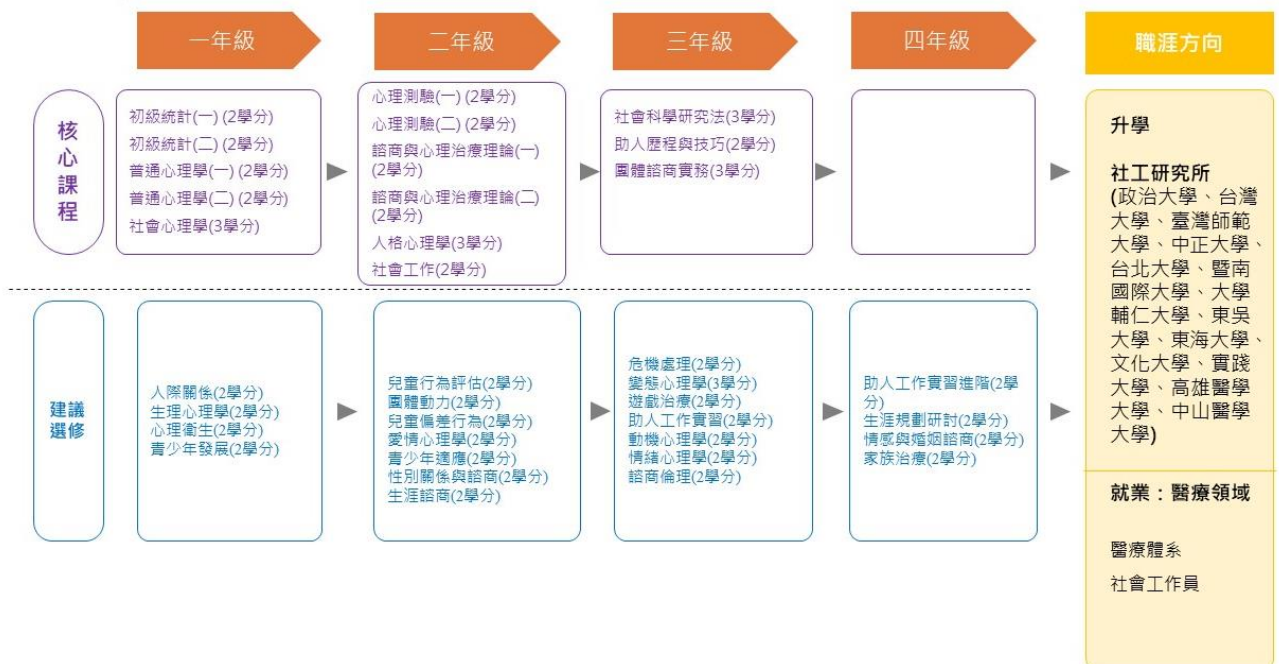 一年級
二年級
三年級
四年級
職涯方向
核
心
課
程
初級統計(一) (2學分)
初級統計(二) (2學分)
普通心理學(一) (2學分)
普通心理學(二) (2學分)
社會心理學(3學分)
心理測驗(一) (2學分)
心理測驗(二) (2學分)
諮商與心理治療理論(一)
(2學分)
諮商與心理治療理論(二)
(2學分)
人格心理學(3學分)
社會工作(2學分)
社會科學研究法(3學分)
助人歷程與技巧(2學分)
團體諮商實務(3學分)
建議
選修
人際關係(2學分)
生理心理學(2學分)
心理衛生(2學分)
青少年發展(2學分)
兒童行為評估(2學分)
團體動力(2學分)
兒童偏差行為(2學分)
愛情心理學(2學分)
青少年適應(2學分)
性別關係與諮商(2學分)
生涯諮商(2學分)
危機處理(2學分)
變態心理學(3學分)
遊戲治療(2學分)
助人工作實習(2學分)
動機心理學(2學分)
情緒心理學(2學分)
諮商倫理(2學分)
助人工作實習進階(2學
分)
生涯規劃研討(2學分)
情感與婚姻諮商(2學分)
家族治療(2學分)
升學
社工研究所
(政治大學、台灣
大學、臺灣師範
大學、中正大學、
台北大學、暨南
國際大學、大學
輔仁大學、東吳
大學、東海大學、
文化大學、實踐
大學、高雄醫學
大學、中山醫學
大學)
就業：醫療領域
醫療體系
社會工作員